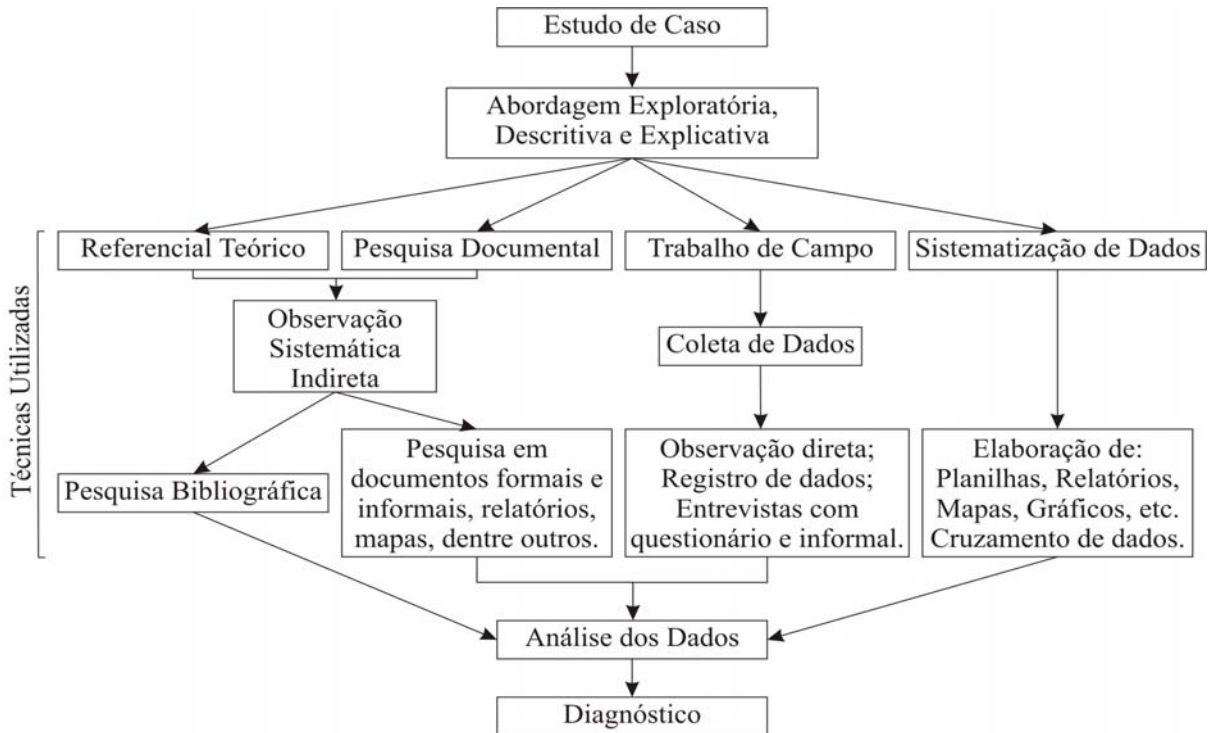 Estudo de Caso
Abordagem Exploratória,
Descritiva e Explicativa
Técnicas Utilizadas
Referencial Teórico
Pesquisa Documental
Trabalho de Campo
Sistematização de Dados
Observação
Sistemática
Indireta
Coleta de Dados
Pesquisa Bibliográfica
Pesquisa em
documentos formais e
informais, relatórios,
mapas, dentre outros.
Observação direta;
Registro de dados;
Entrevistas com
questionário e informal.
Elaboração de:
Planilhas, Relatórios,
Mapas, Gráficos, etc.
Cruzamento de dados.
Análise dos Dados
Diagnóstico